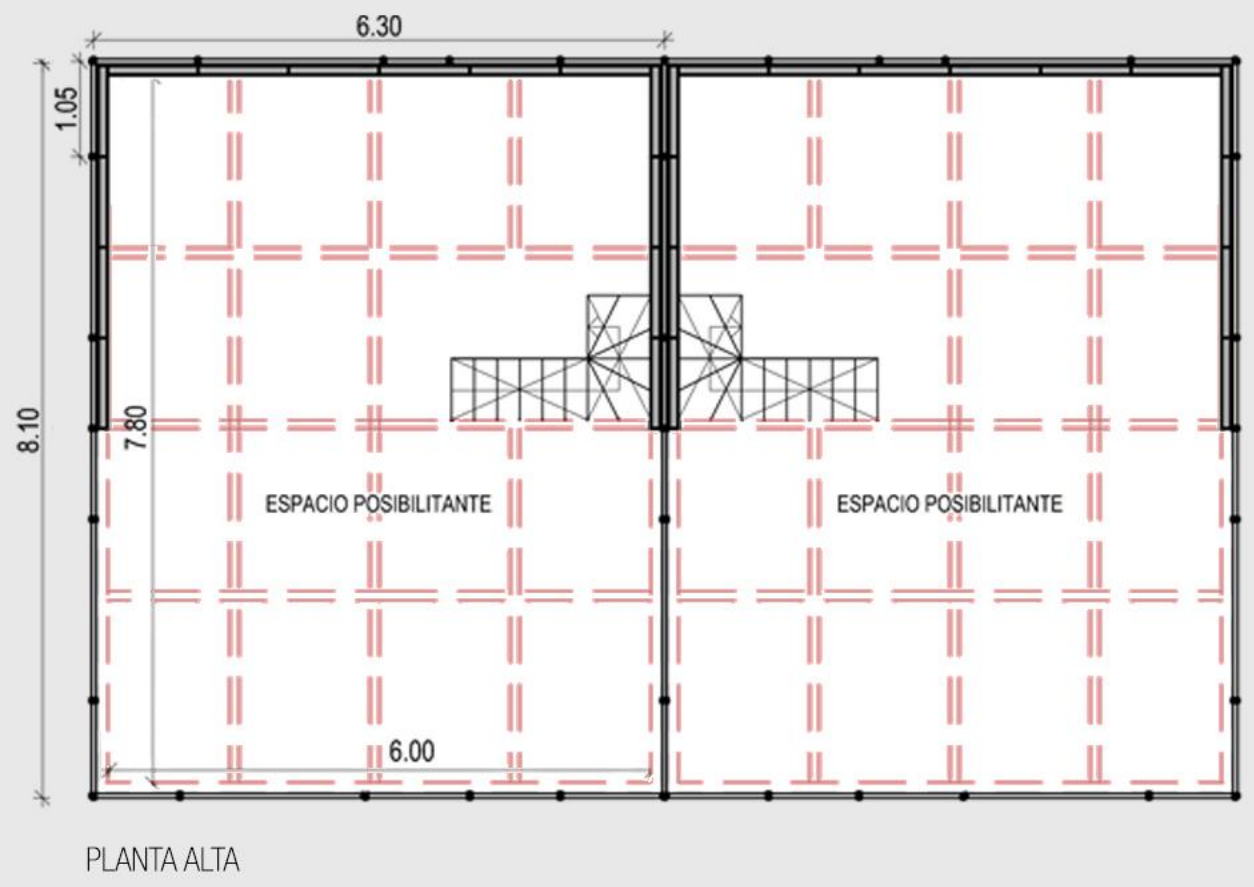 6.30
1.05
8.10
7.80
ESPACIO POSIBILITANTE
ESPACIO POSIBILITANTE
6.00
PLANTA ALTA